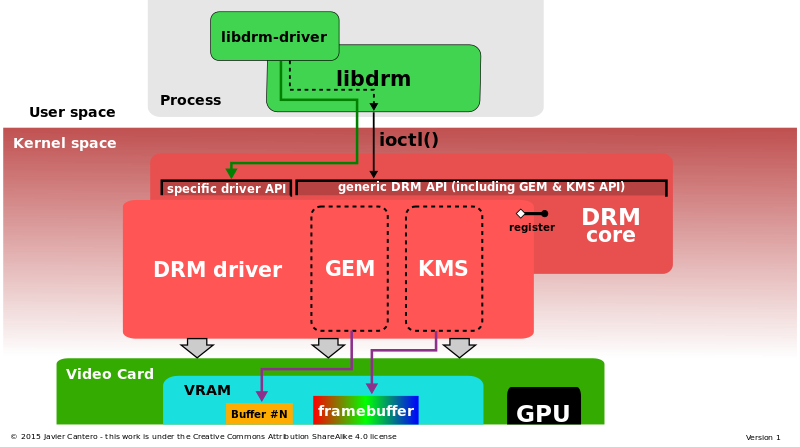 libdrm-driver
libdrm
Process
User space
Kernel space
ioctl()
specific driver API
generic DRM API (including GEM & KMS API)
register
DRM
core
DRM driver
GEM
KMS
Video Card
VRAM
Buffer #N
framebuffer
GPU
© 2015 Javier Cantero - this work is under the Creative Commons Attribution ShareAlike 4.0 license
Version 1